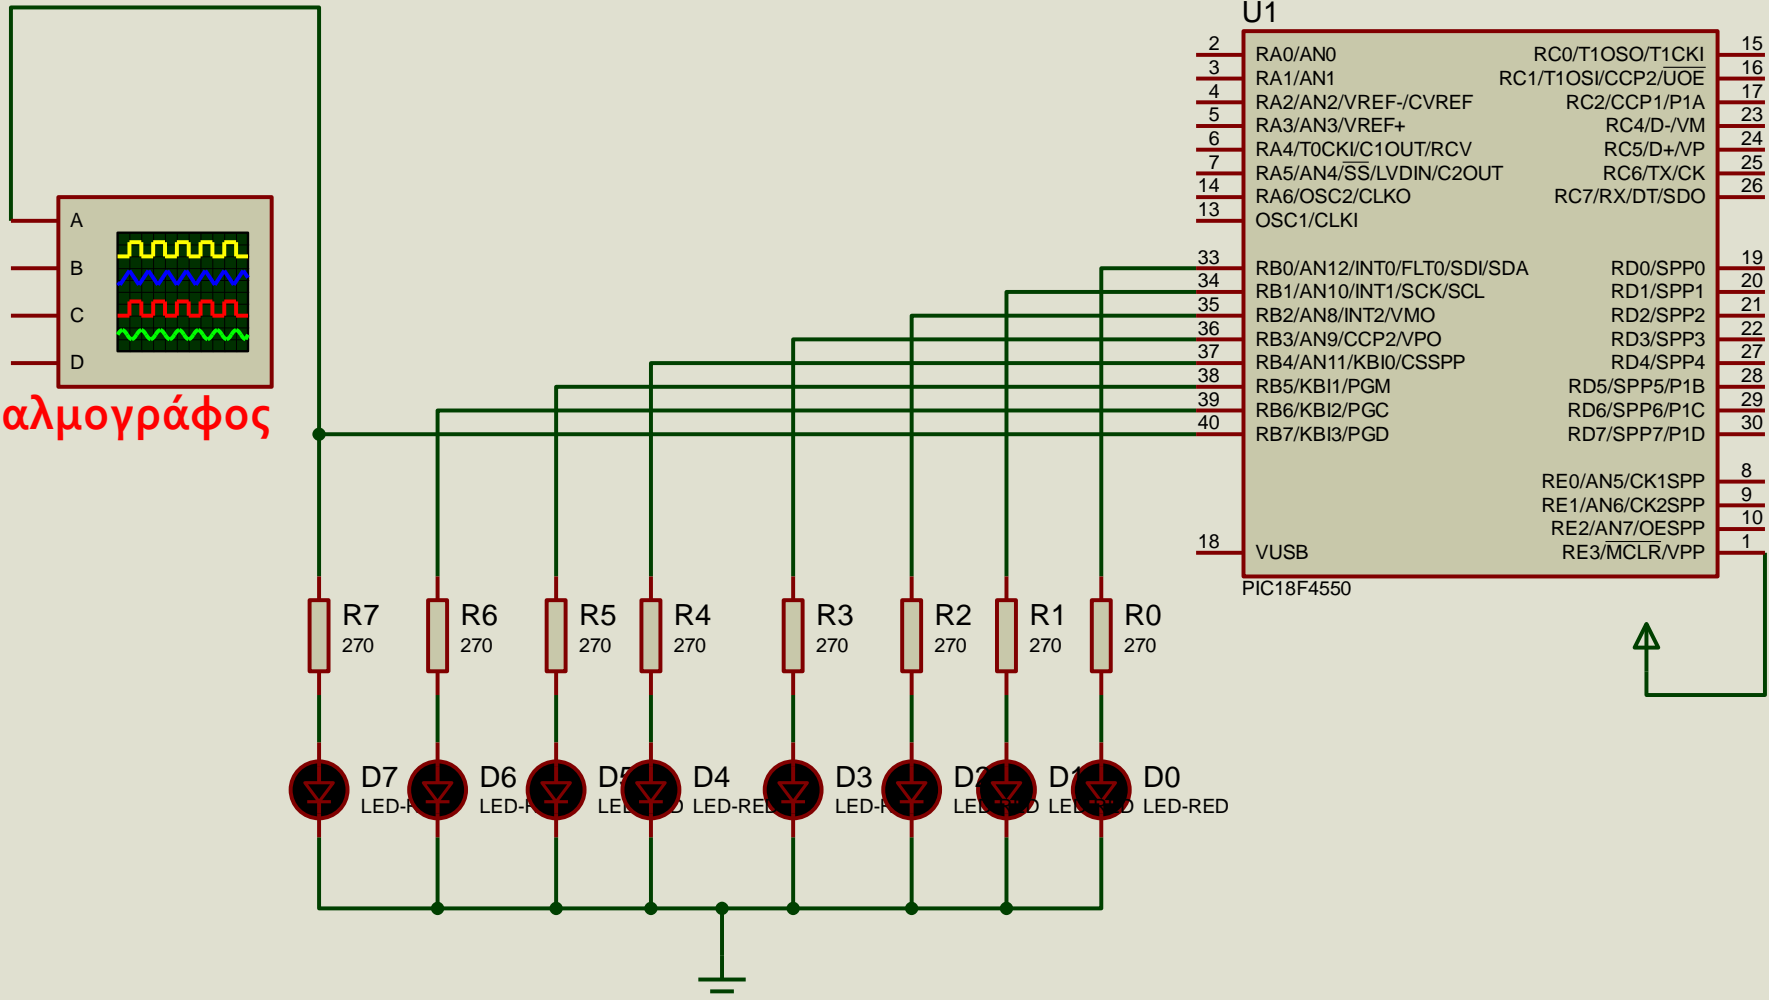 U1
2 RA0/AN0 RC0/T1OSO/T1CKI 15
3 RA1/AN1 RC1/T1OSI/CCP2/UOE 16
4 RA2/AN2/VREF-/CVREF RC2/CCP1/P1A 17
5 RA3/AN3/VREF+ RC4/D-/VM 23
6 RA4/T0CKI/C1OUT/RCV RC5/D+/VP 24
7 RA5/AN4/SS/LVDIN/C2OUT RC6/TX/CK 25
14 RA6/OSC2/CLKO RC7/RX/DT/SDO 26
13 OSC1/CLKI
A
B
C
D
αλμογράφος
33 RB0/AN12/INT0/FLT0/SDI/SDA RD0/SPP0 19
34 RB1/AN10/INT1/SCK/SCL RD1/SPP1 20
35 RB2/AN8/INT2/VMO RD2/SPP2 21
36 RB3/AN9/CCP2/VPO RD3/SPP3 22
37 RB4/AN11/KBI0/CSSPP RD4/SPP4 27
38 RB5/KBI1/PGM RD5/SPP5/P1B 28
39 RB6/KBI2/PGC RD6/SPP6/P1C 29
40 RB7/KBI3/PGD RD7/SPP7/P1D 30
RE0/AN5/CK1SPP 8
RE1/AN6/CK2SPP 9
RE2/AN7/OESPP 10
18 VUSB RE3/MCLR/VPP 1
PIC18F4550
R7 R6 R5 R4 R3 R2 R1 R0
270 270 270 270 270 270 270 270
D7 D6 D4 D3 D0
LED-RED LED-RED